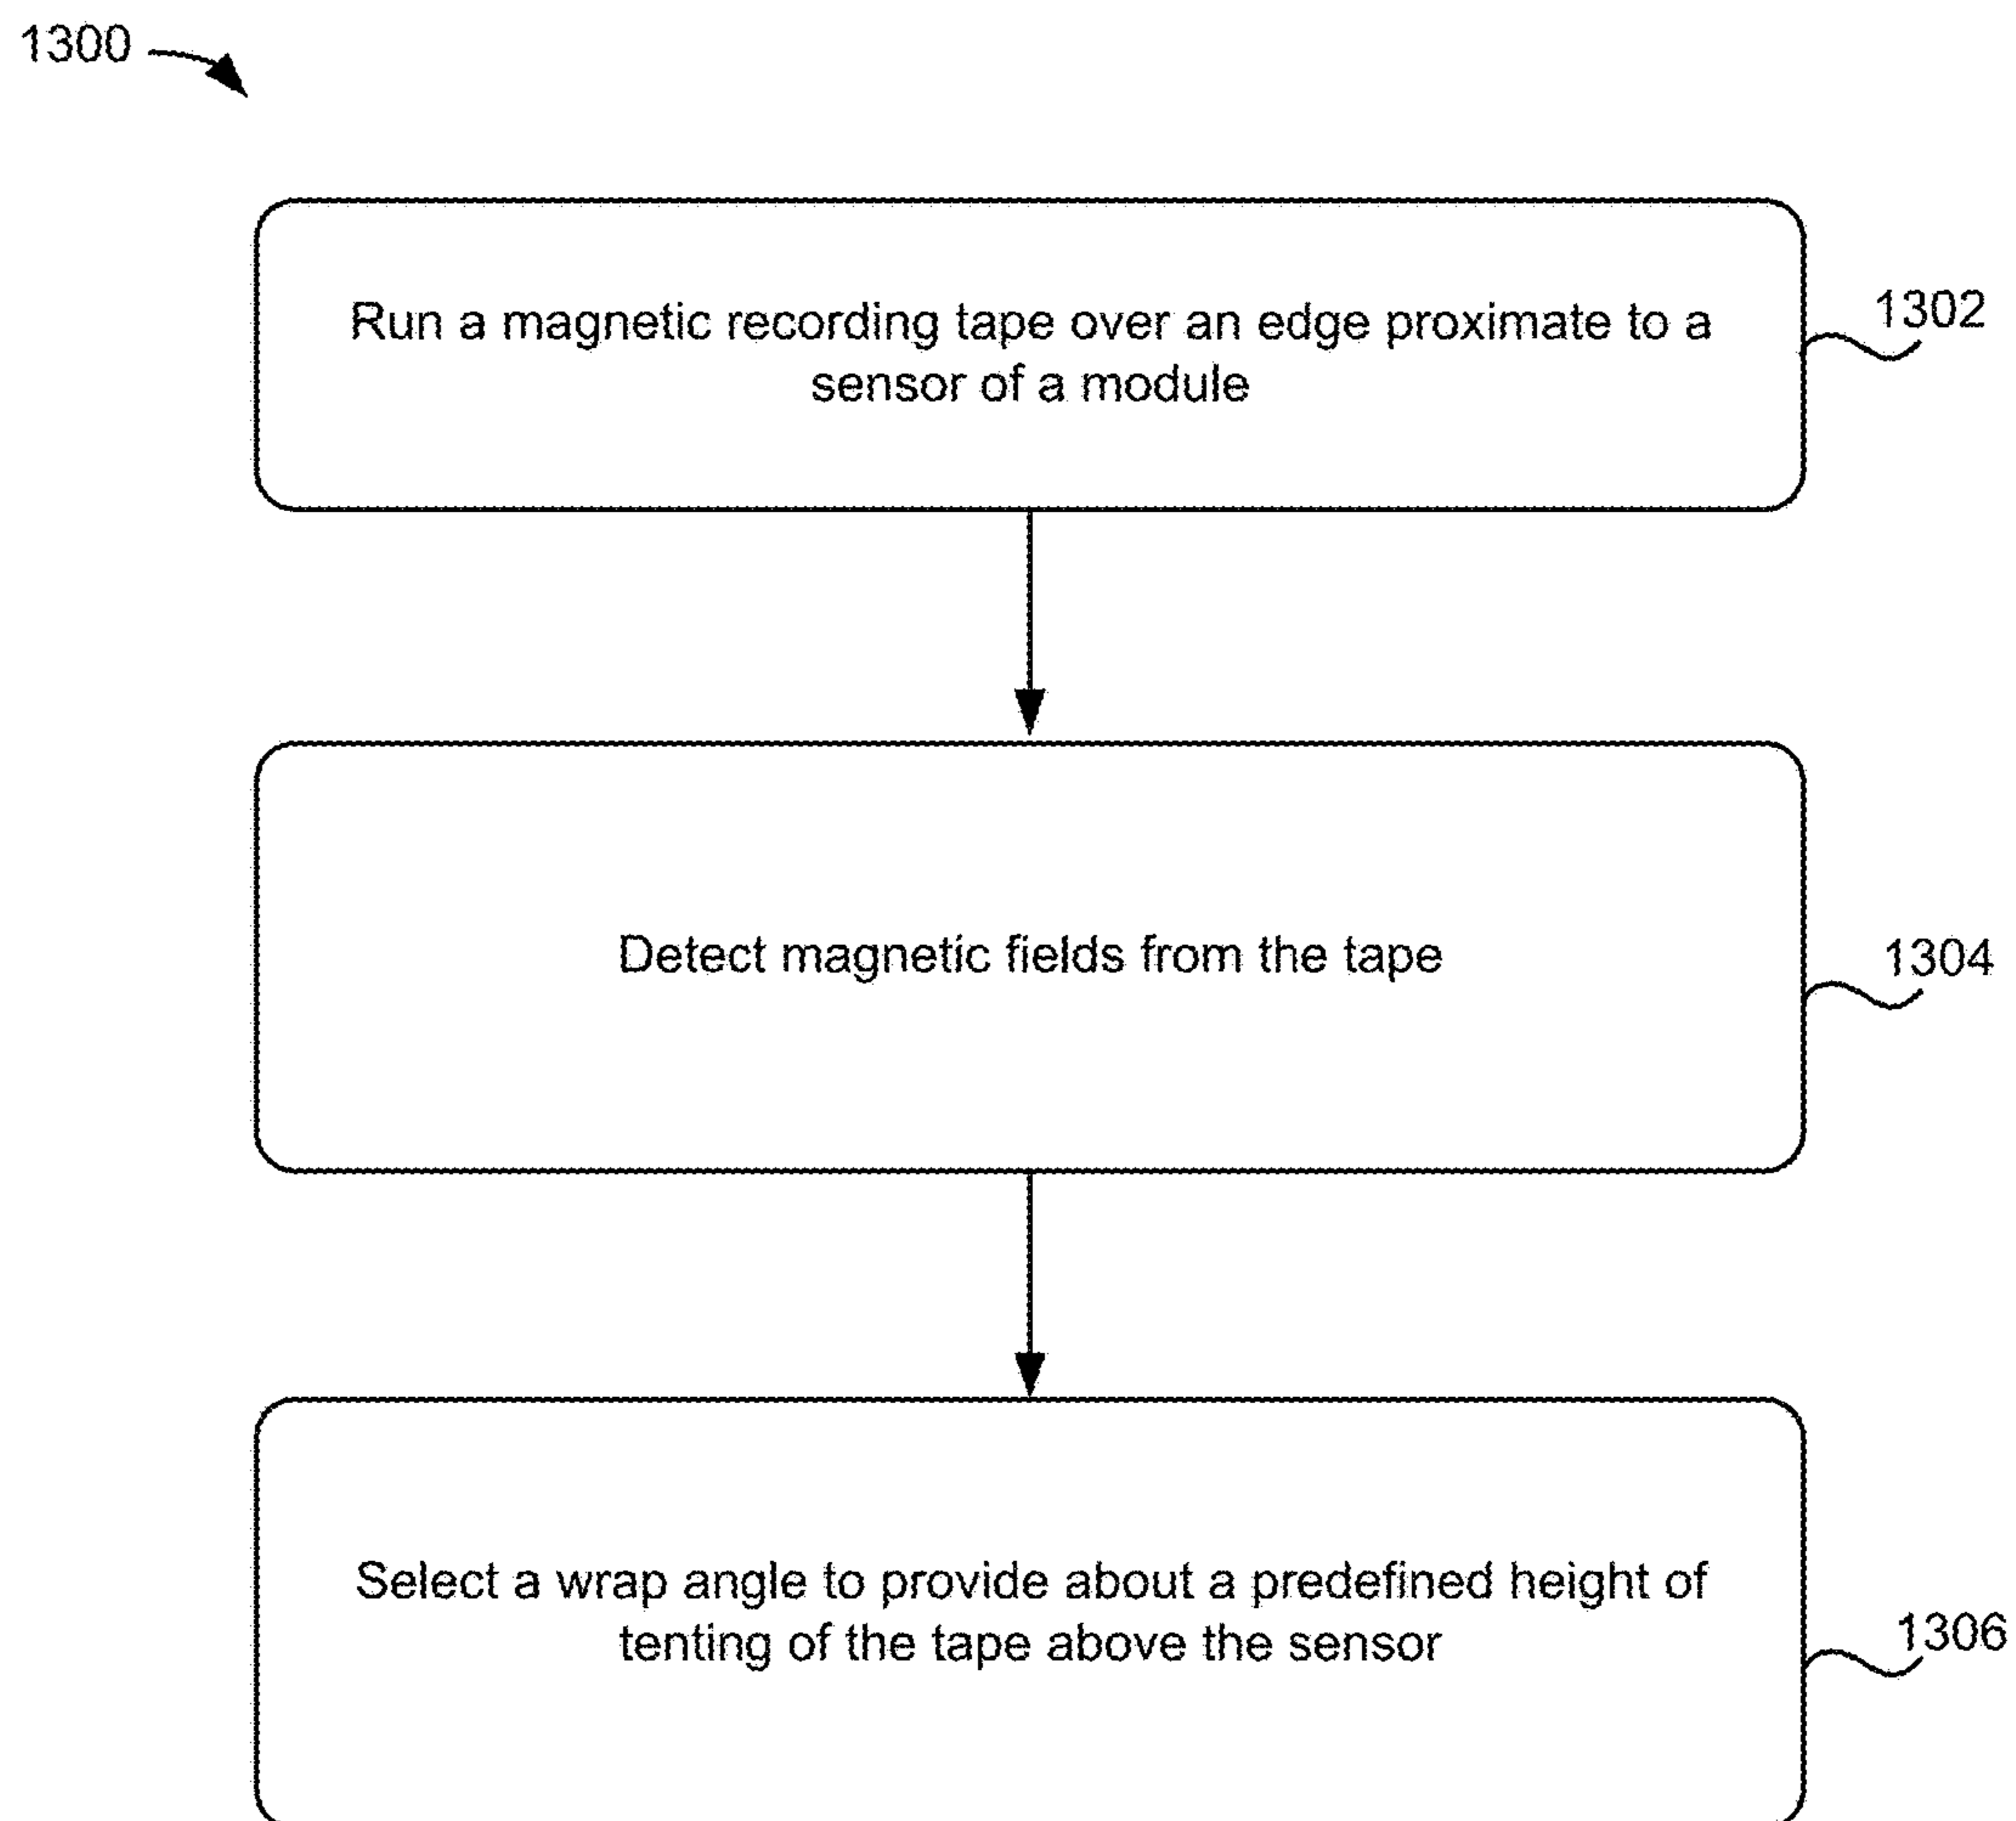 1300
Run a magnetic recording tape over an edge proximate to a
sensor of a module
1302
Detect magnetic fields from the tape
1304
Select a wrap angle to provide about a predefined height of
tenting of the tape above the sensor
1306